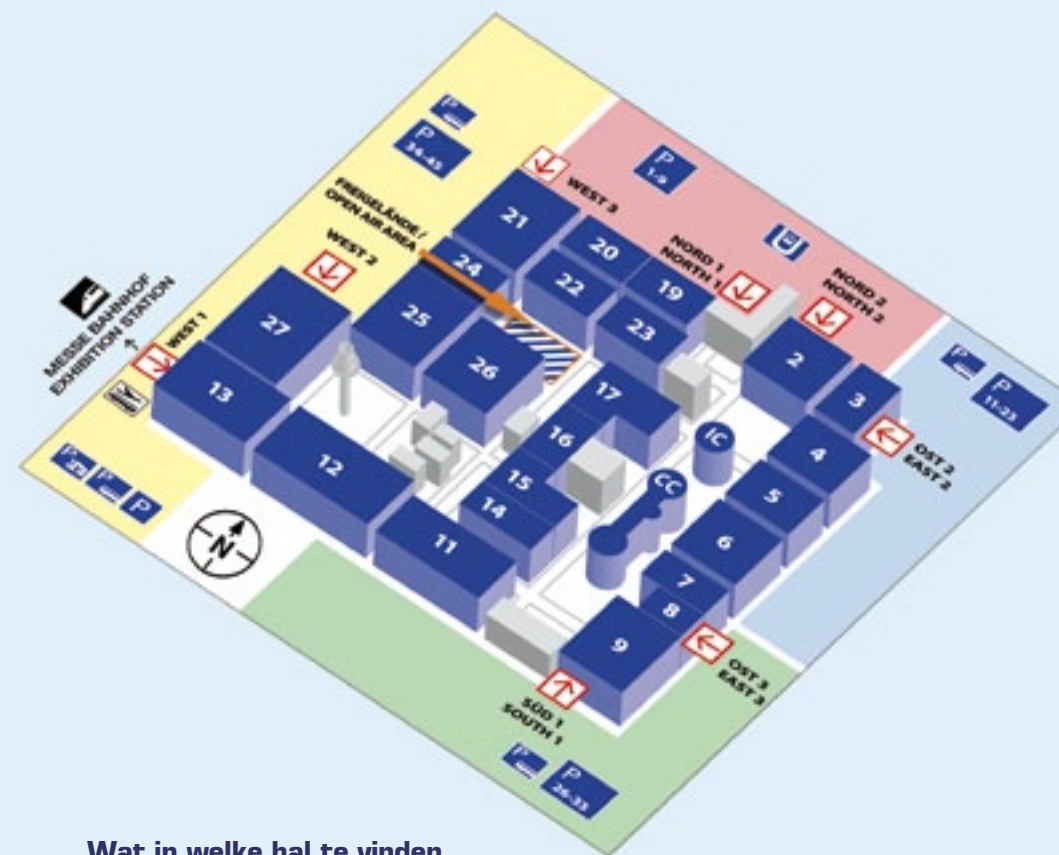 P
P
34-45
P
1-9
WEST 3
FREIGELÄNDE/
OPEN AIR AREA
WEST 2
NORD 1
NORTH 1
U
NORD 2
NORTH 2
MESSE BAHNHOF
EXHIBITION STATION
WEST 1
21
20
19
24
22
23
25
26
27
13
12
11
17
16
15
14
IC
CC
2
3
4
5
6
7
8
9
P
P
11-23
OST 2
EAST 2
P
P
P
N
OST 3
EAST 3
SÜD 1
SOUTH 1
P
P
26-33
Wat in welke hal te vinden